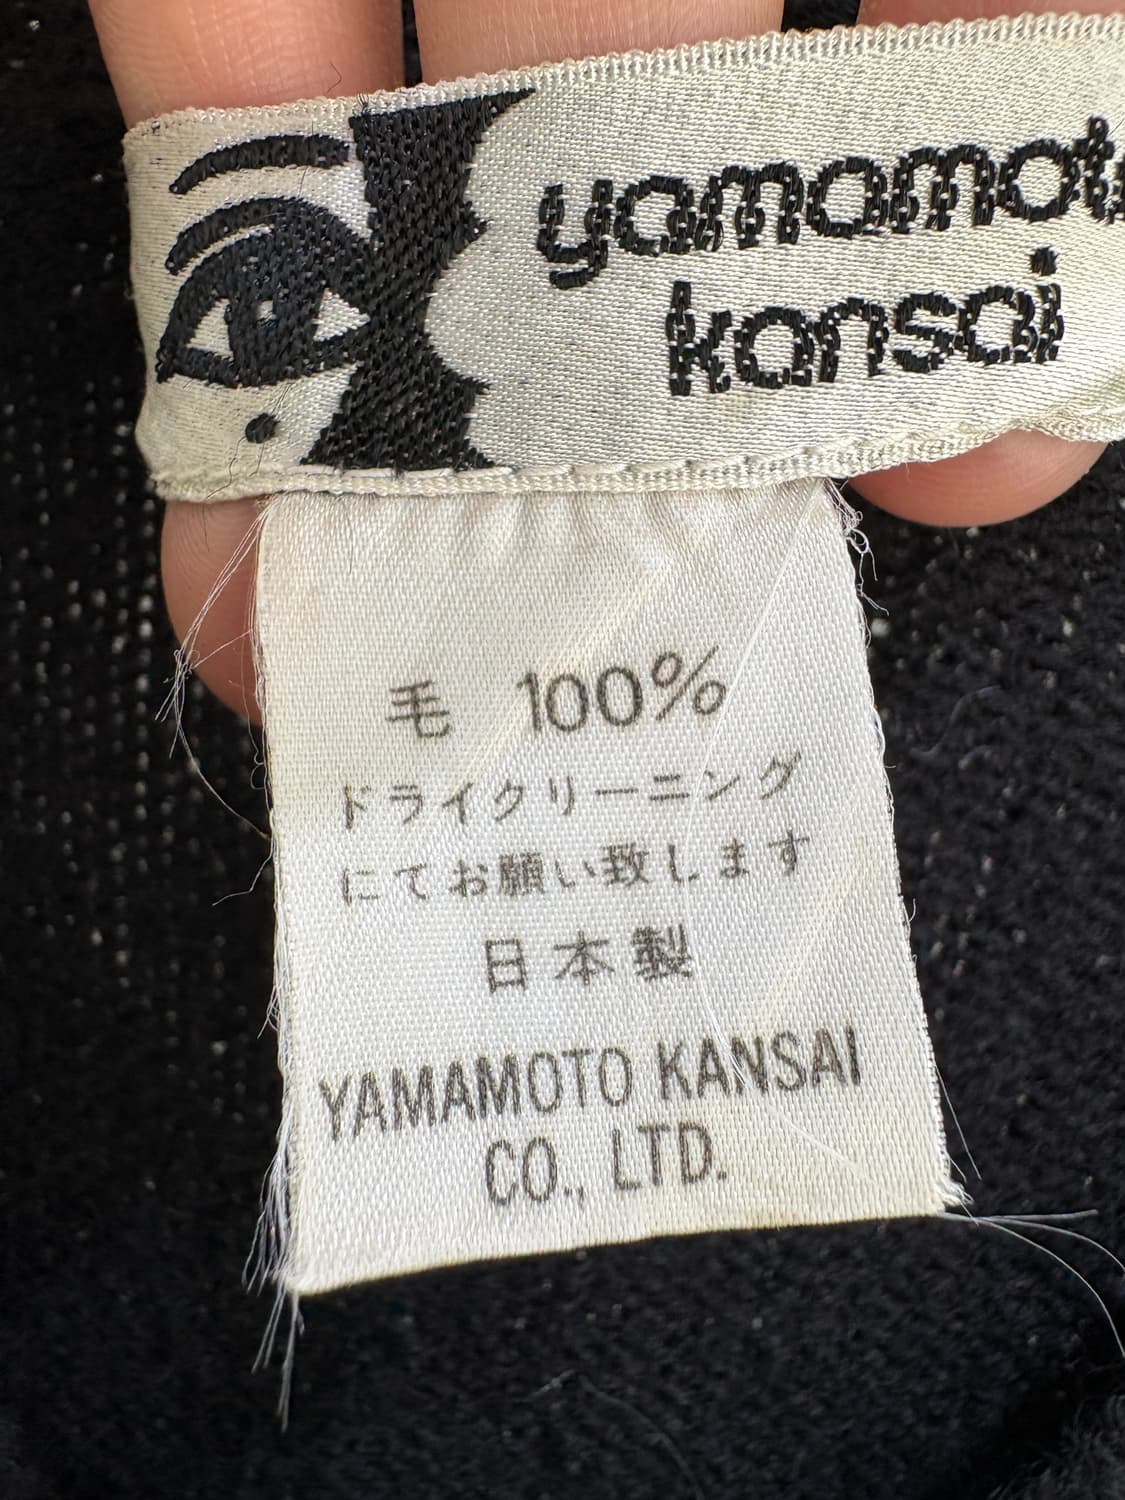 yamamoto
kansai
毛 100%
ドライクリーニング
にてお願い致します
日本製
YAMAMOTO KANSAI
CO., LTD.